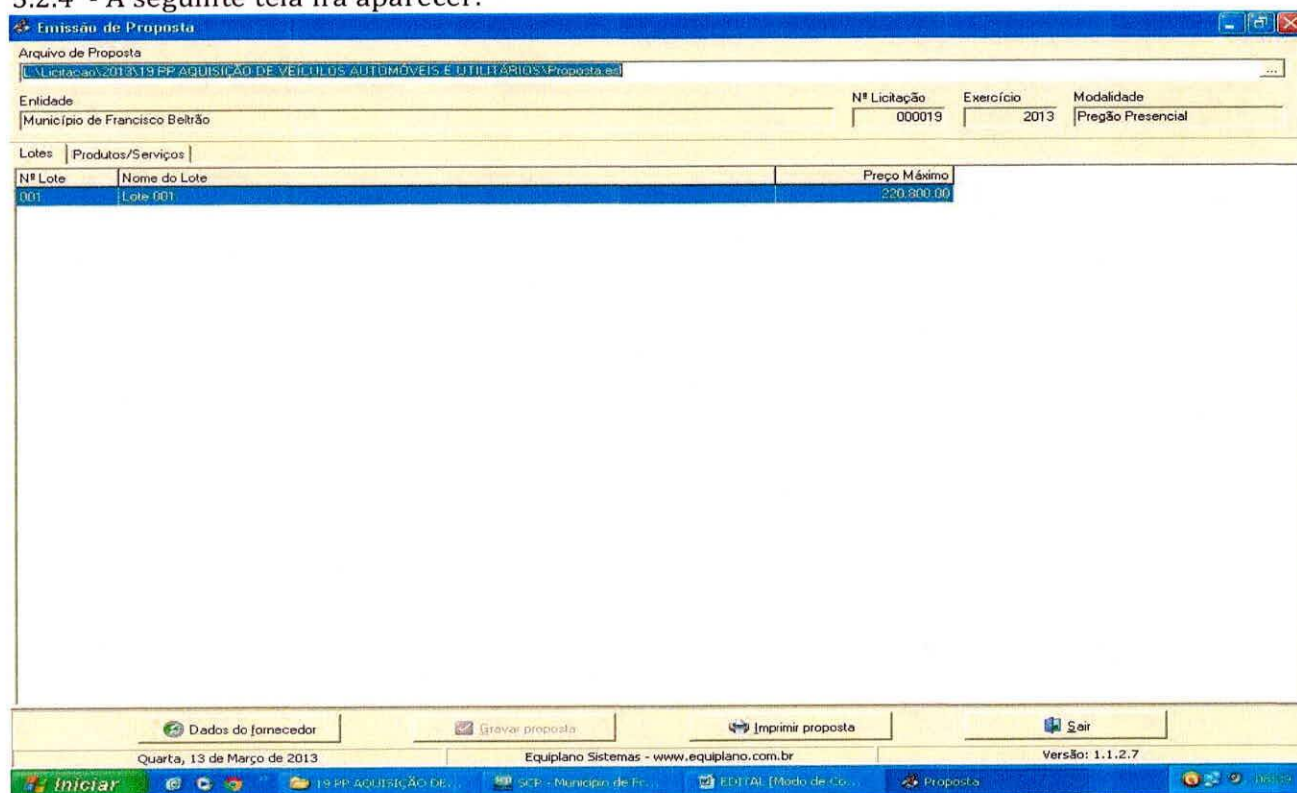 3.2.4 - A seguinte tela irá aparecer:
Emissão de Proposta
Arquivo de Proposta
L:\Licitacao\2013\19 PP AQUISIÇÃO DE VEÍCULOS AUTOMÓVEIS E UTILITÁRIOS\Proposta.esl
...
Entidade Nº Licitação Exercício Modalidade
Município de Francisco Beltrão 000019 2013 Pregão Presencial
Lotes Produtos/Serviços
Nº Lote Nome do Lote Preço Máximo
001 Lote 001 220.800,00
Dados do fornecedor Gravar proposta Imprimir proposta Sair
Quarta, 13 de Março de 2013 Equiplano Sistemas - www.equiplano.com.br Versão: 1.1.2.7
Iniciar 19 PP AQUISIÇÃO DE... SCP - Município de Fr... EDITAL [Modo de Co... Proposta